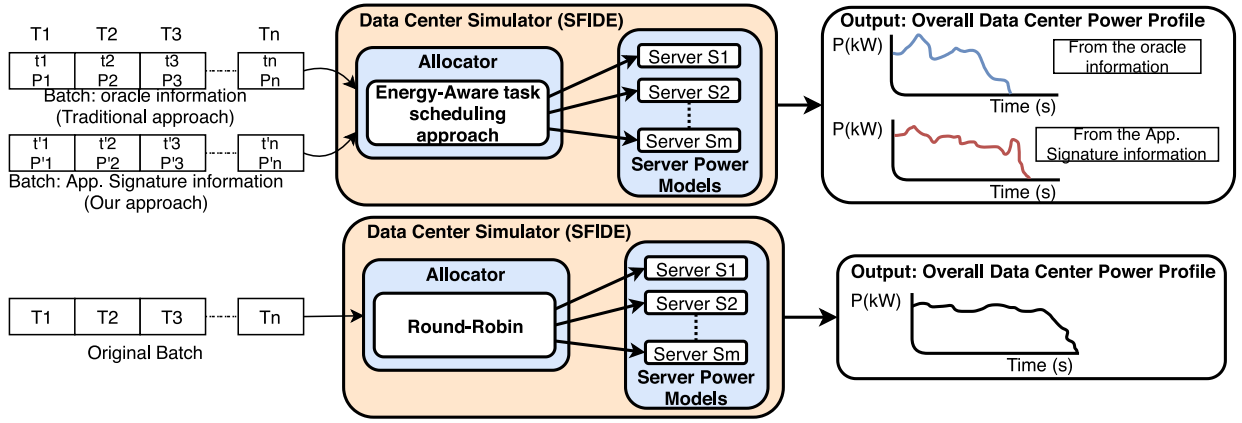 T1 T2 T3 Tn
t1 t2 t3 tn
P1 P2 P3 Pn
Batch: oracle information
(Traditional approach)
t'1 t'2 t'3 t'n
P'1 P'2 P'3 P'n
Batch: App. Signature information
(Our approach)
Data Center Simulator (SFIDE)
Allocator
Energy-Aware task
scheduling
approach
Server S1
Server S2
Server Sm
Server Power
Models
Output: Overall Data Center Power Profile
P(kW)
From the oracle
information
Time (s)
P(kW)
From the App.
Signature information
Time (s)
T1 T2 T3 Tn
Original Batch
Data Center Simulator (SFIDE)
Allocator
Round-Robin
Server S1
Server S2
Server Sm
Server Power
Models
Output: Overall Data Center Power Profile
P(kW)
Time (s)